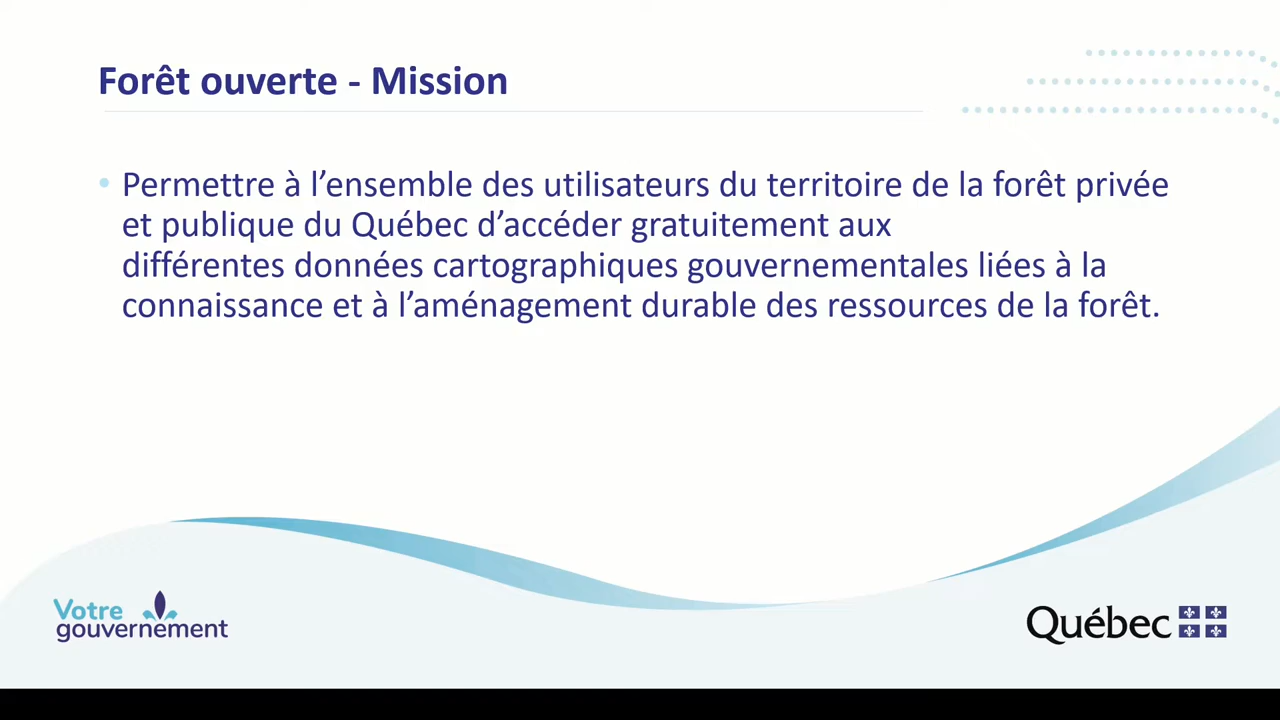 Forêt ouverte - Mission
• Permettre à l’ensemble des utilisateurs du territoire de la forêt privée
et publique du Québec d’accéder gratuitement aux
différentes données cartographiques gouvernementales liées à la
connaissance et à l’aménagement durable des ressources de la forêt.
Votre
gouvernement
Québec